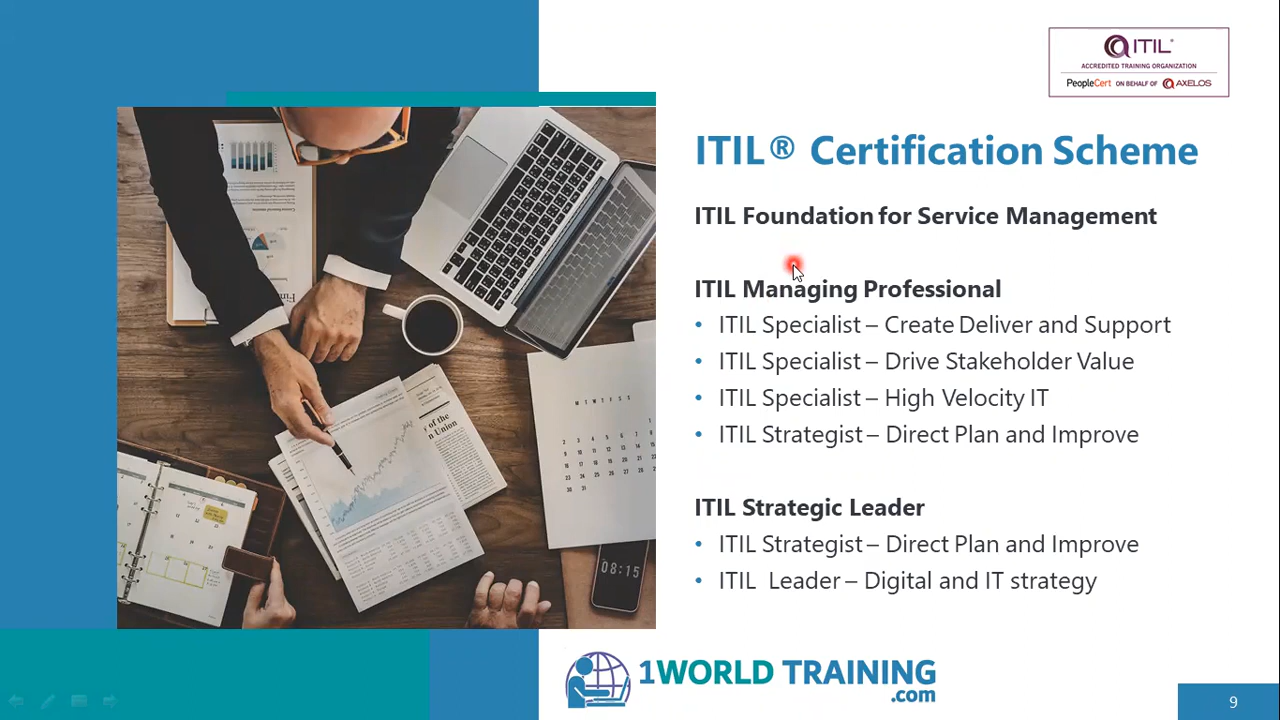 ITIL®
ACCREDITED TRAINING ORGANIZATION
PeopleCert ON BEHALF OF AXELOS
ITIL® Certification Scheme
ITIL Foundation for Service Management
ITIL Managing Professional
• ITIL Specialist – Create Deliver and Support
• ITIL Specialist – Drive Stakeholder Value
• ITIL Specialist – High Velocity IT
• ITIL Strategist – Direct Plan and Improve
ITIL Strategic Leader
• ITIL Strategist – Direct Plan and Improve
• ITIL Leader – Digital and IT strategy
of the
n Union
M T W T F S S
08:15
1WORLD TRAINING
.com
9